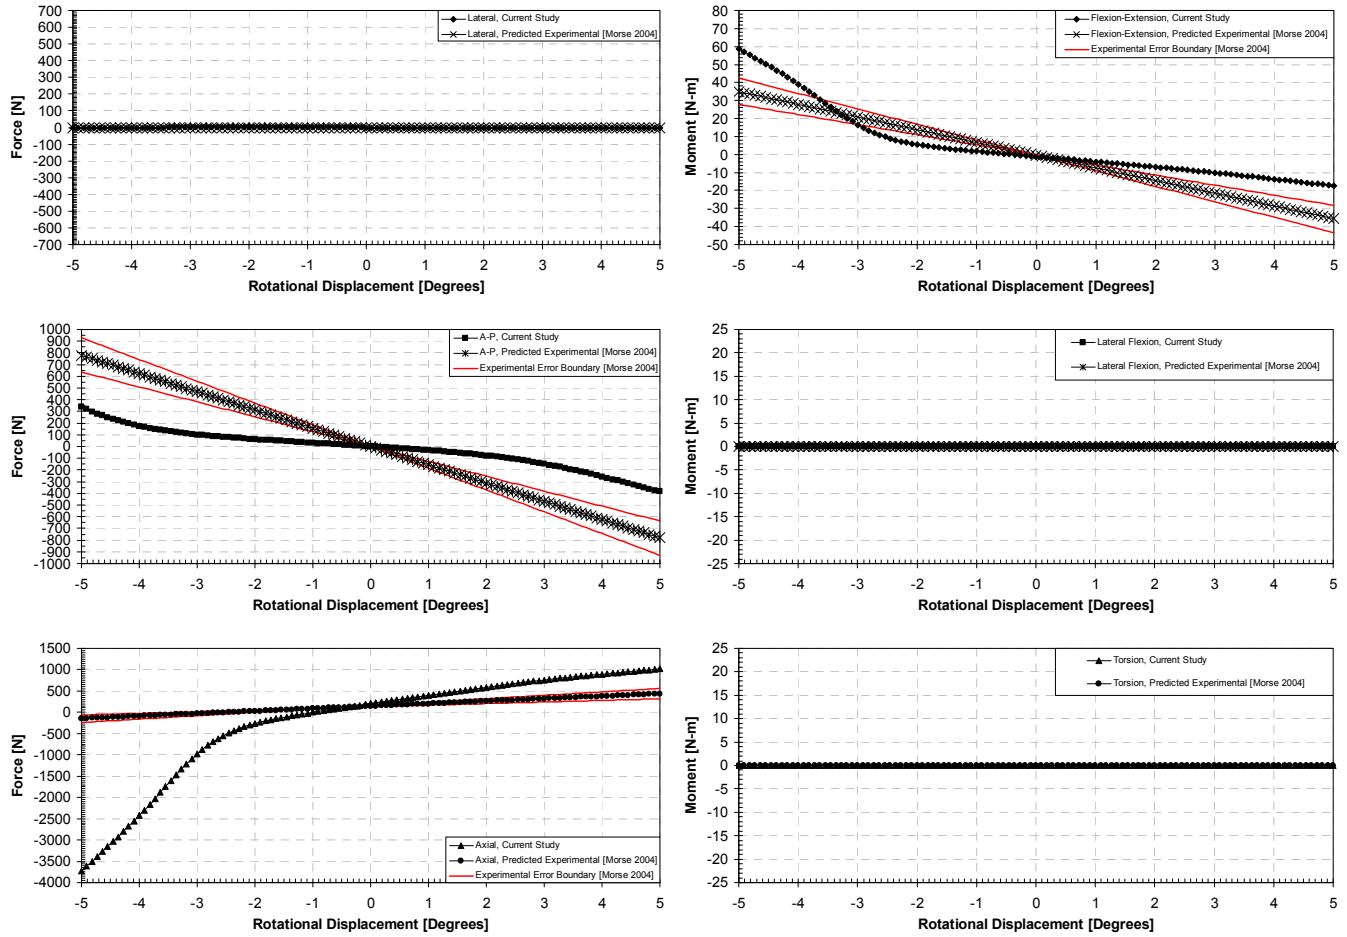 700
600
500
400
300
200
100
0
-100
-200
-300
-400
-500
-600
-700
Force [N]
-5 -4 -3 -2 -1 0 1 2 3 4 5
Rotational Displacement [Degrees]
Lateral, Current Study
Lateral, Predicted Experimental [Morse 2004]
80
70
60
50
40
30
20
10
0
-10
-20
-30
-40
-50
Moment [N-m]
-5 -4 -3 -2 -1 0 1 2 3 4 5
Rotational Displacement [Degrees]
Flexion-Extension, Current Study
Flexion-Extension, Predicted Experimental [Morse 2004]
Experimental Error Boundary [Morse 2004]
1000
900
800
700
600
500
400
300
200
100
0
-100
-200
-300
-400
-500
-600
-700
-800
-900
-1000
Force [N]
-5 -4 -3 -2 -1 0 1 2 3 4 5
Rotational Displacement [Degrees]
A-P, Current Study
A-P, Predicted Experimental [Morse 2004]
Experimental Error Boundary [Morse 2004]
25
20
15
10
5
0
-5
-10
-15
-20
-25
Moment [N-m]
-5 -4 -3 -2 -1 0 1 2 3 4 5
Rotational Displacement [Degrees]
Lateral Flexion, Current Study
Lateral Flexion, Predicted Experimental [Morse 2004]
1500
1000
500
0
-500
-1000
-1500
-2000
-2500
-3000
-3500
-4000
Force [N]
-5 -4 -3 -2 -1 0 1 2 3 4 5
Rotational Displacement [Degrees]
Axial, Current Study
Axial, Predicted Experimental [Morse 2004]
Experimental Error Boundary [Morse 2004]
25
20
15
10
5
0
-5
-10
-15
-20
-25
Moment [N-m]
-5 -4 -3 -2 -1 0 1 2 3 4 5
Rotational Displacement [Degrees]
Torsion, Current Study
Torsion, Predicted Experimental [Morse 2004]